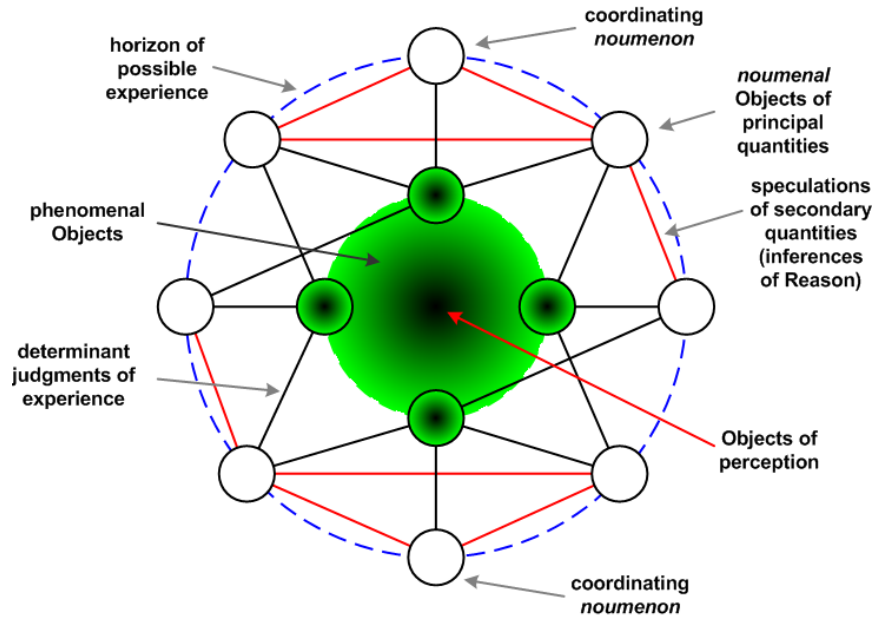 coordinating
noumenon
horizon of
possible
experience
noumenal
Objects of
principal
quantities
speculations
of secondary
quantities
(inferences
of Reason)
phenomenal
Objects
determinant
judgments of
experience
Objects of
perception
coordinating
noumenon